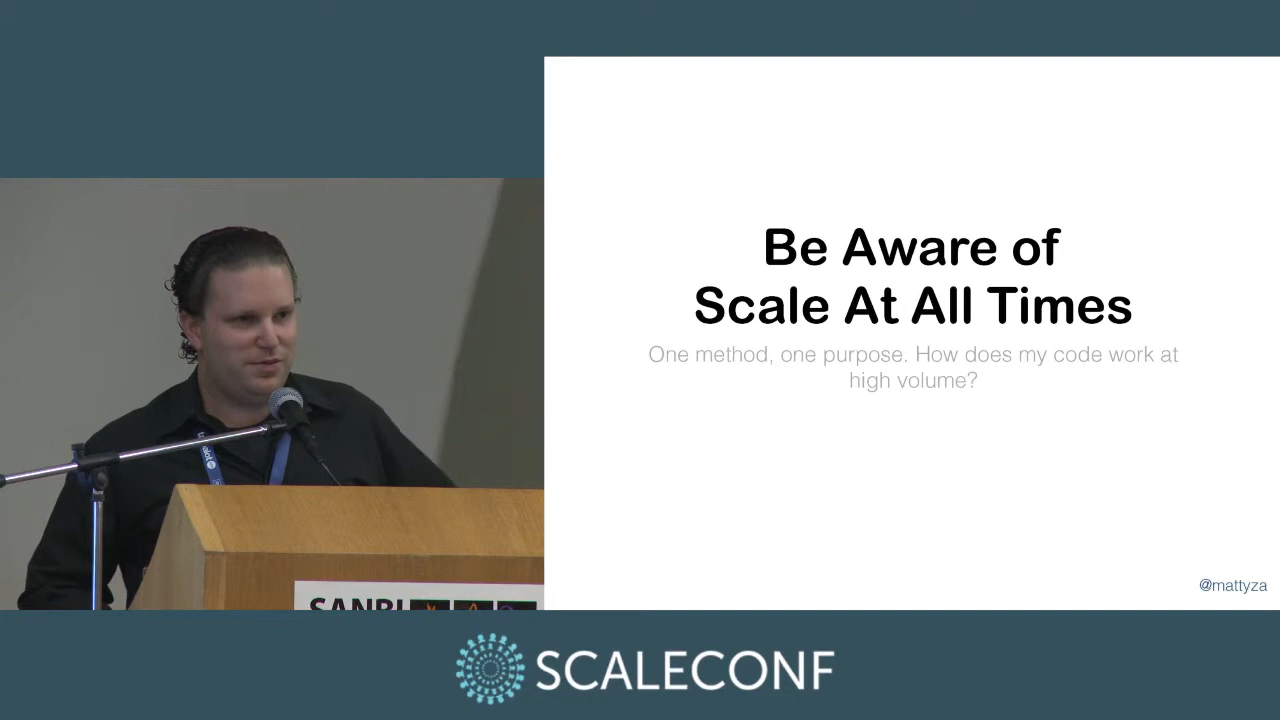 Be Aware of
Scale At All Times
One method, one purpose. How does my code work at
high volume?
@mattyza
SANBI
SCALECONF